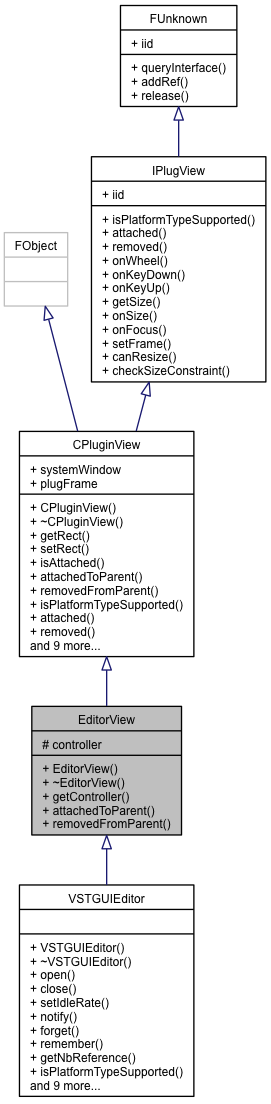 FUnknown
+ iid
+ queryInterface()
+ addRef()
+ release()
IPlugView
+ iid
+ isPlatformTypeSupported()
+ attached()
+ removed()
+ onWheel()
+ onKeyDown()
+ onKeyUp()
+ getSize()
+ onSize()
+ onFocus()
+ setFrame()
+ canResize()
+ checkSizeConstraint()
FObject
CPluginView
+ systemWindow
+ plugFrame
+ CPluginView()
+ ~CPluginView()
+ getRect()
+ setRect()
+ isAttached()
+ attachedToParent()
+ removedFromParent()
+ isPlatformTypeSupported()
+ attached()
+ removed()
and 9 more...
EditorView
# controller
+ EditorView()
+ ~EditorView()
+ getController()
+ attachedToParent()
+ removedFromParent()
VSTGUIEditor
+ VSTGUIEditor()
+ ~VSTGUIEditor()
+ open()
+ close()
+ setIdleRate()
+ notify()
+ forget()
+ remember()
+ getNbReference()
+ isPlatformTypeSupported()
and 9 more...